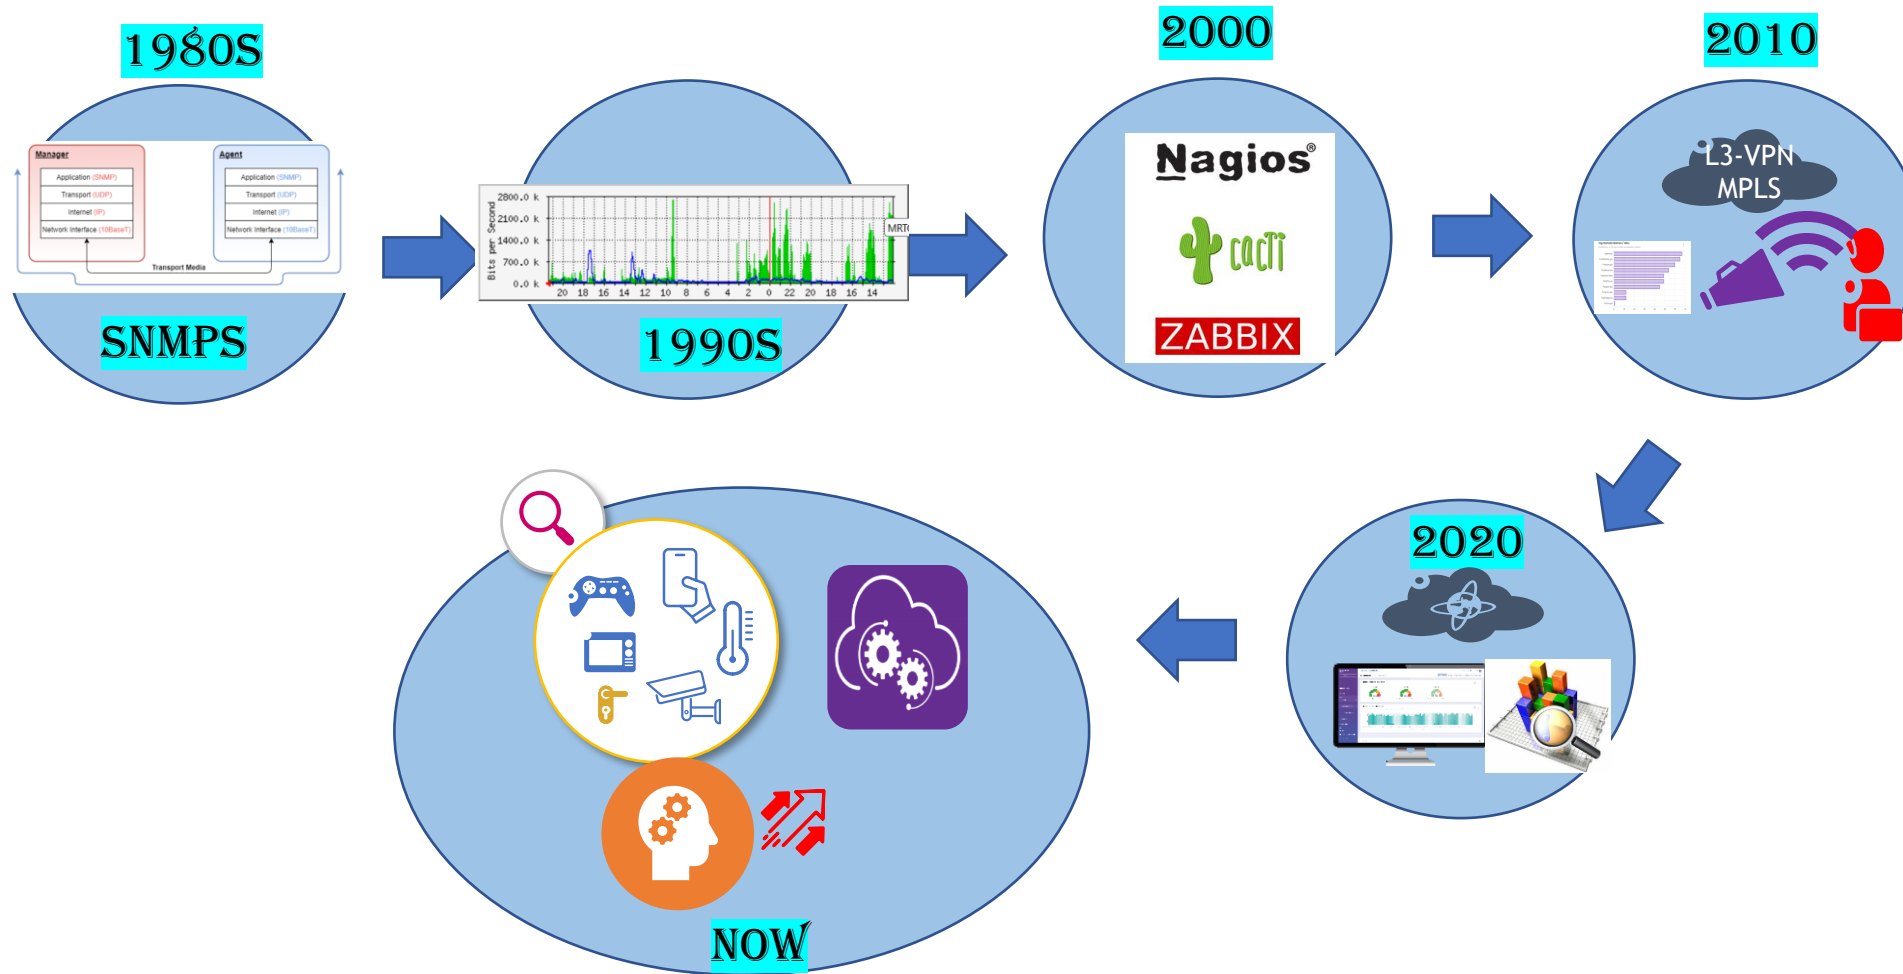 1980S
Manager
Application (SNMP)
Transport (UDP)
Internet (IP)
Network Interface (10BaseT)
Agent
Application (SNMP)
Transport (UDP)
Internet (IP)
Network Interface (10BaseT)
Transport Media
SNMPS
Bits per Second
2800.0 k
2100.0 k
1400.0 k
700.0 k
0.0 k
20 18 16 14 12 10 8 6 4 2 0 22 20 18 16 14
1990S
2000
Nagios®
cacti
ZABBIX
2010
L3-VPN
MPLS
2020
NOW